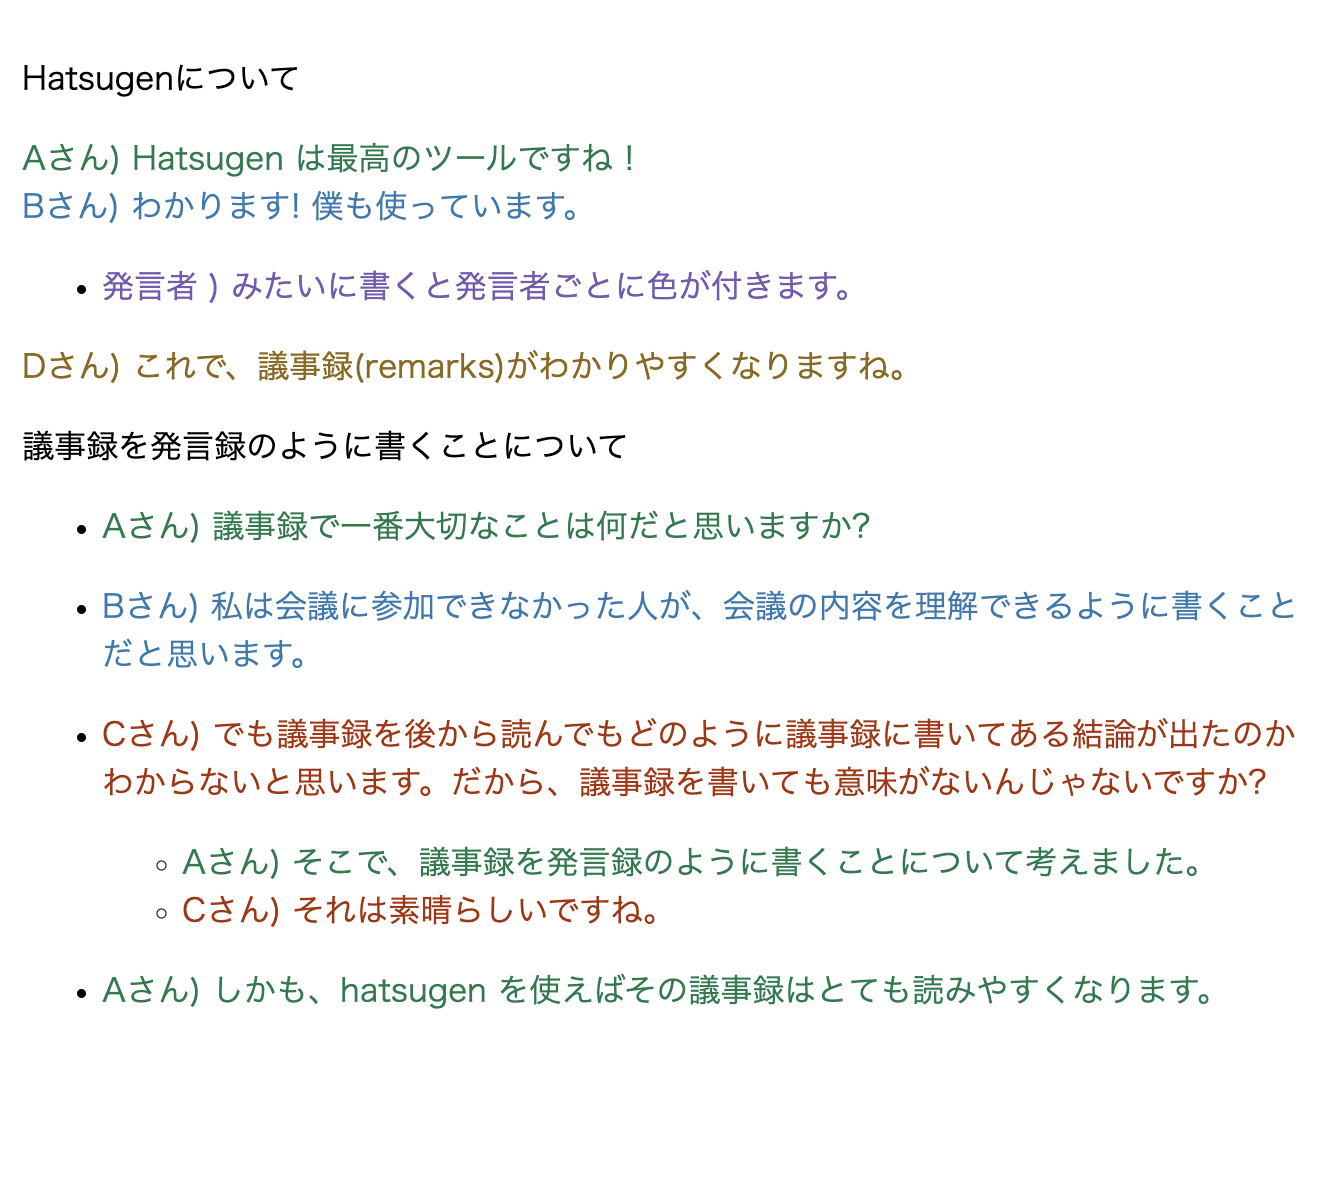 Hatsugenについて
Aさん) Hatsugen は最高のツールですね！
Bさん) わかります! 僕も使っています。
発言者 ) みたいに書くと発言者ごとに色が付きます。
Dさん) これで、議事録(remarks)がわかりやすくなりますね。
議事録を発言録のように書くことについて
Aさん) 議事録で一番大切なことは何だと思いますか?
Bさん) 私は会議に参加できなかった人が、会議の内容を理解できるように書くこと
だと思います。
Cさん) でも議事録を後から読んでもどのように議事録に書いてある結論が出たのか
わからないと思います。だから、議事録を書いても意味がないんじゃないですか?
Aさん) そこで、議事録を発言録のように書くことについて考えました。
Cさん) それは素晴らしいですね。
Aさん) しかも、hatsugen を使えばその議事録はとても読みやすくなります。